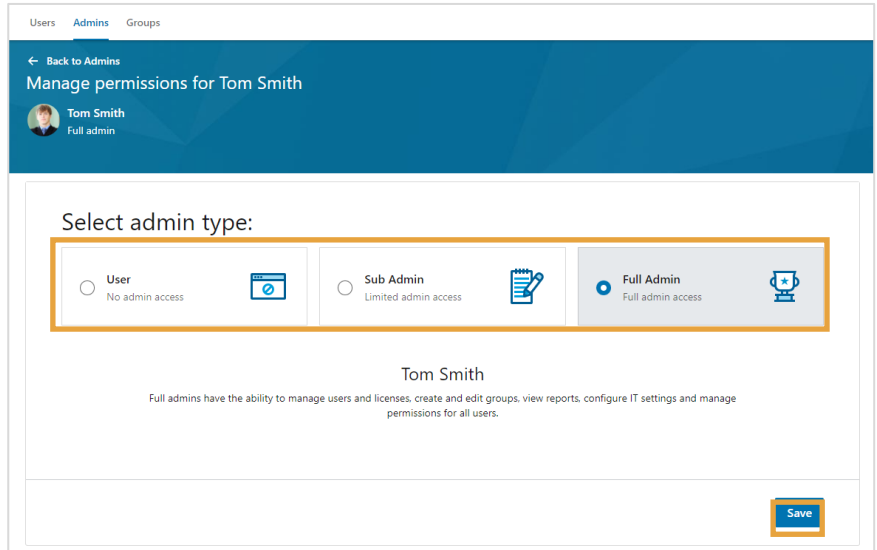 Users Admins Groups
← Back to Admins
Manage permissions for Tom Smith
Tom Smith
Full admin
Select admin type:
User
No admin access
Sub Admin
Limited admin access
Full Admin
Full admin access
Tom Smith
Full admins have the ability to manage users and licenses, create and edit groups, view reports, configure IT settings and manage
permissions for all users.
Save